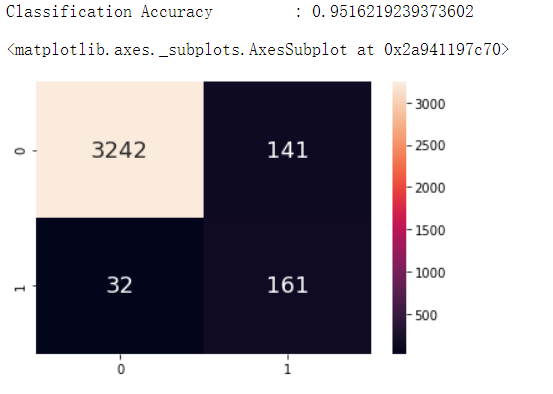 Classification Accuracy : 0.9516219239373602
<matplotlib.axes._subplots.AxesSubplot at 0x2a941197c70>
3000
0 3242 141
2500
2000
1500
1000
1 32 161
500
0 1